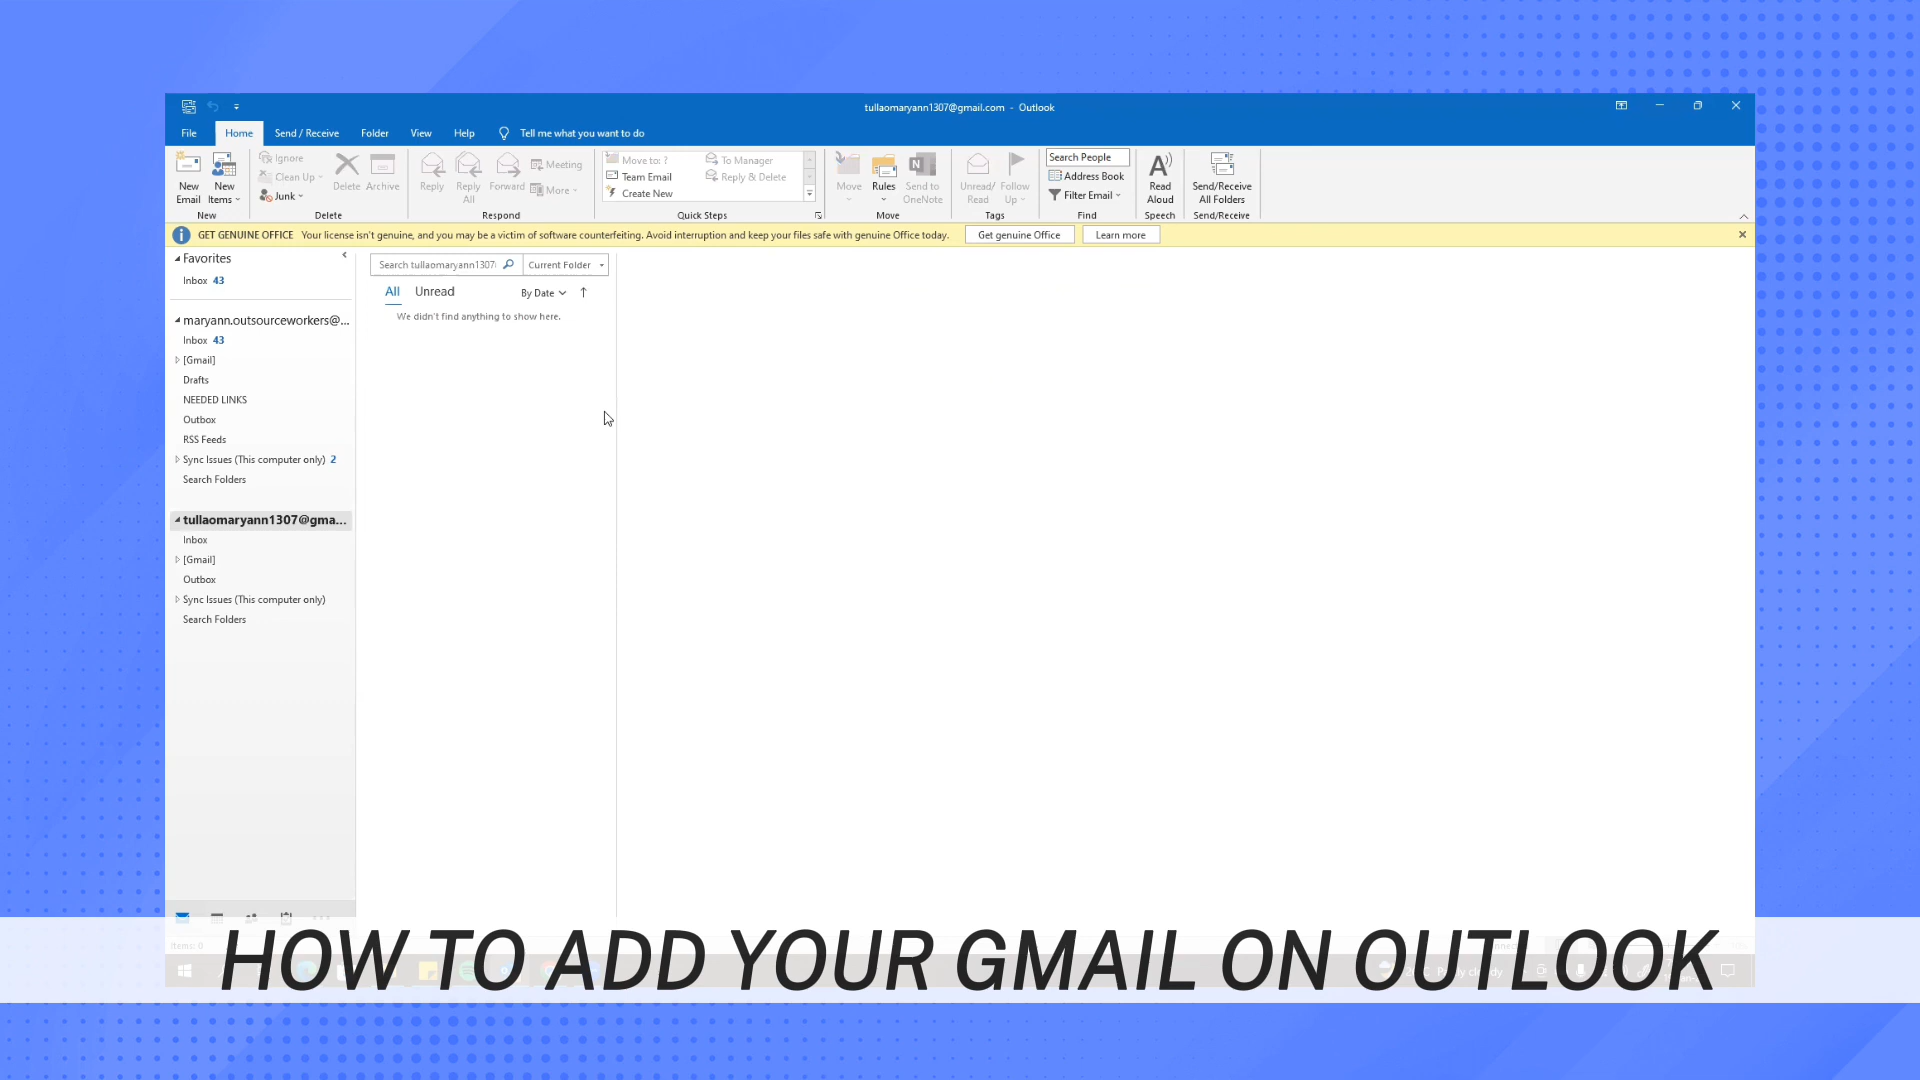 tullaomaryann1307@gmail.com - Outlook
File Home Send / Receive Folder View Help Tell me what you want to do
New Email
New Items
New
Ignore
Clean Up
Junk
Delete
Archive
Delete
Reply
Reply All
Forward
Meeting
More
Respond
Move to: ?
Team Email
Create New
To Manager
Reply & Delete
Quick Steps
Move
Rules
Send to OneNote
Move
Unread/ Read
Follow Up
Tags
Search People
Address Book
Filter Email
Find
Read Aloud
Speech
Send/Receive All Folders
Send/Receive
GET GENUINE OFFICE Your license isn't genuine, and you may be a victim of software counterfeiting. Avoid interruption and keep your files safe with genuine Office today. Get genuine Office Learn more
Favorites
Inbox 43
maryann.outsourceworkers@...
Inbox 43
[Gmail]
Drafts
NEEDED LINKS
Outbox
RSS Feeds
Sync Issues (This computer only) 2
Search Folders
tullaomaryann1307@gma...
Inbox
[Gmail]
Outbox
Sync Issues (This computer only)
Search Folders
Search tullaomaryann1307 Current Folder
All Unread By Date
We didn't find anything to show here.
Items: 0
HOW TO ADD YOUR GMAIL ON OUTLOOK